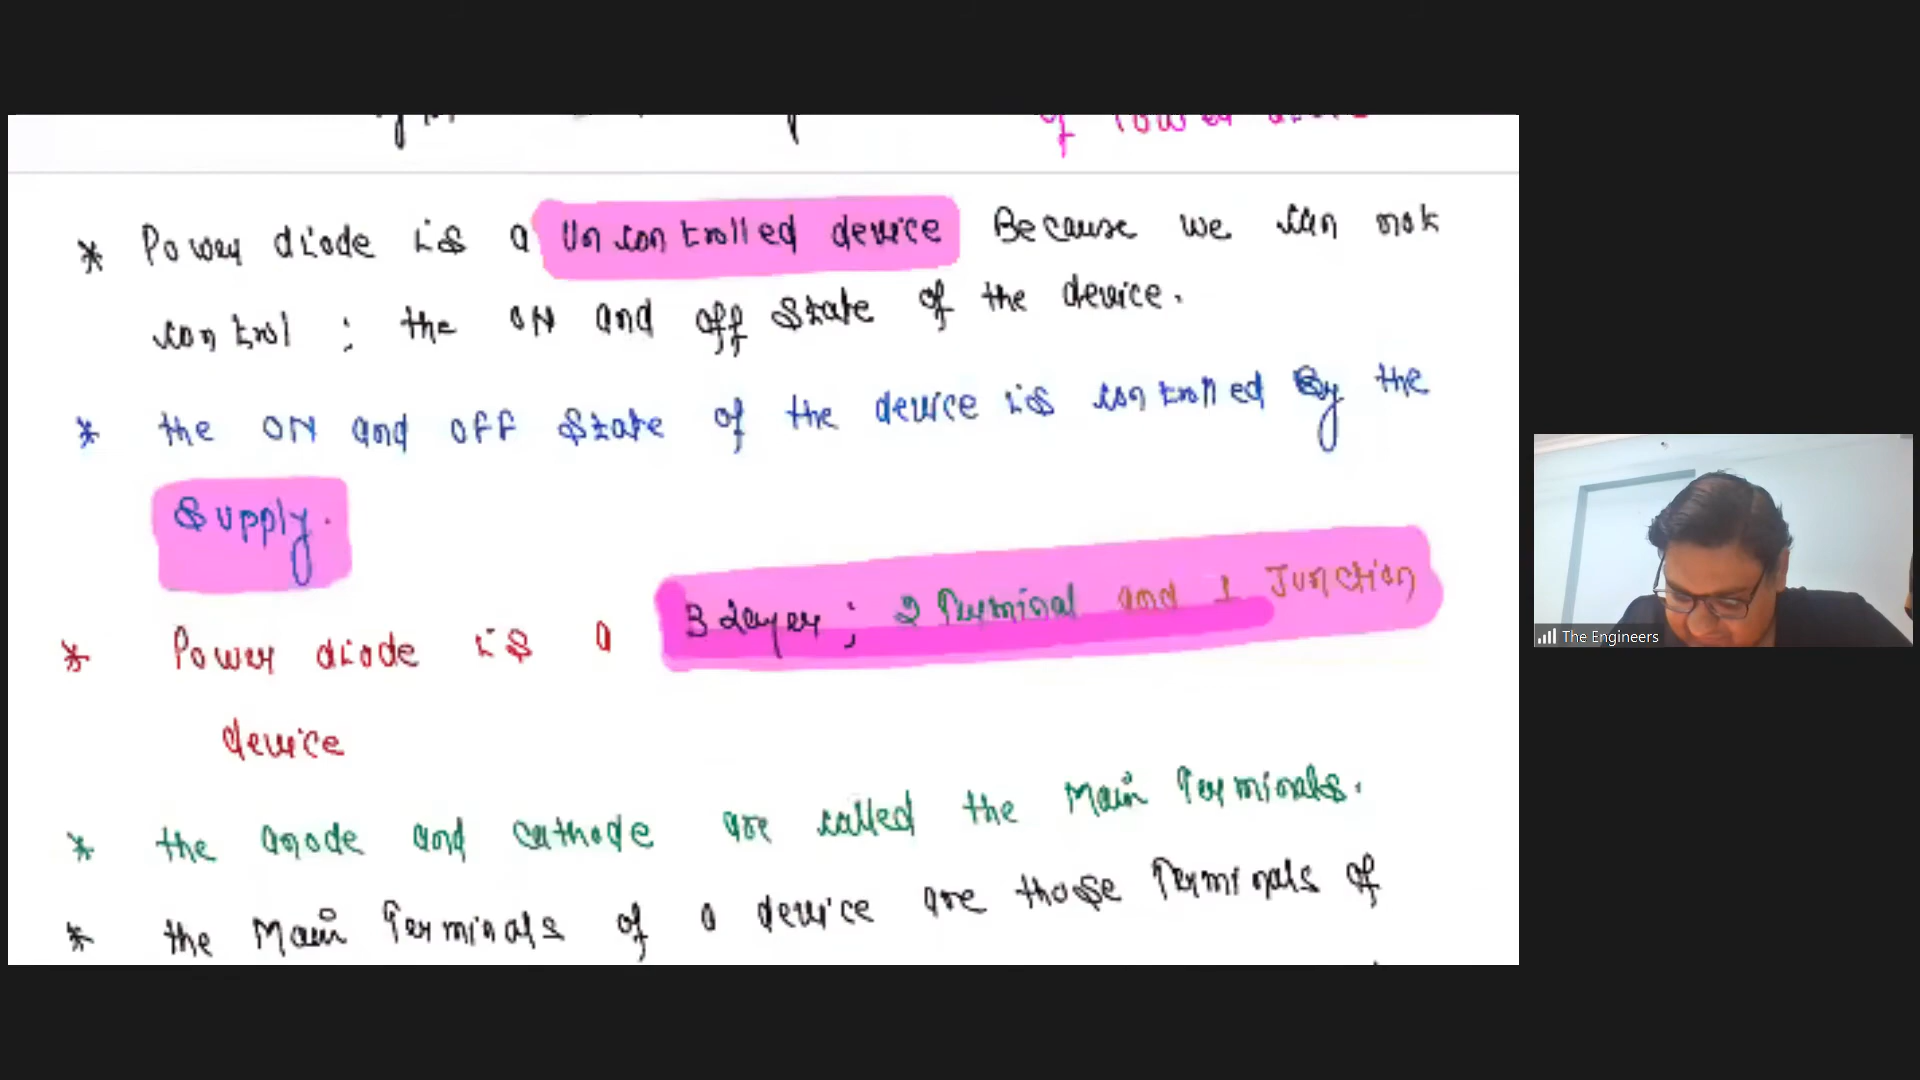 of Power diode
* Power diode is a Uncontrolled device Because we can not
control ; the ON and off state of the device.
* the ON and OFF state of the device is controlled By the
Supply.
* Power diode is a 3 Layer ; 2 Terminal and 1 Junction
device
* the anode and cathode are called the Main Terminals.
* the Main Terminals of a device are those Terminals of
The Engineers